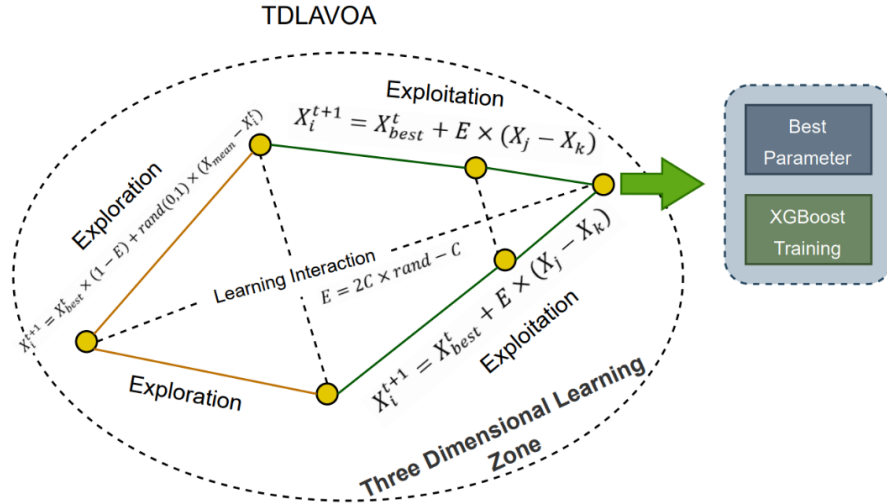 TDLAVOA
Exploitation
X_i^{t+1} = X_{best}^t + E × (X_j − X_k)
Exploration
X_i^{t+1} = X_{best}^t × (1 − E) + rand(0,1) × (X_{mean} − X_i^t)
Learning Interaction
E = 2C × rand − C
X_i^{t+1} = X_{best}^t + E × (X_j − X_k)
Exploitation
Exploration
Three Dimensional Learning
Zone
Best
Parameter
XGBoost
Training